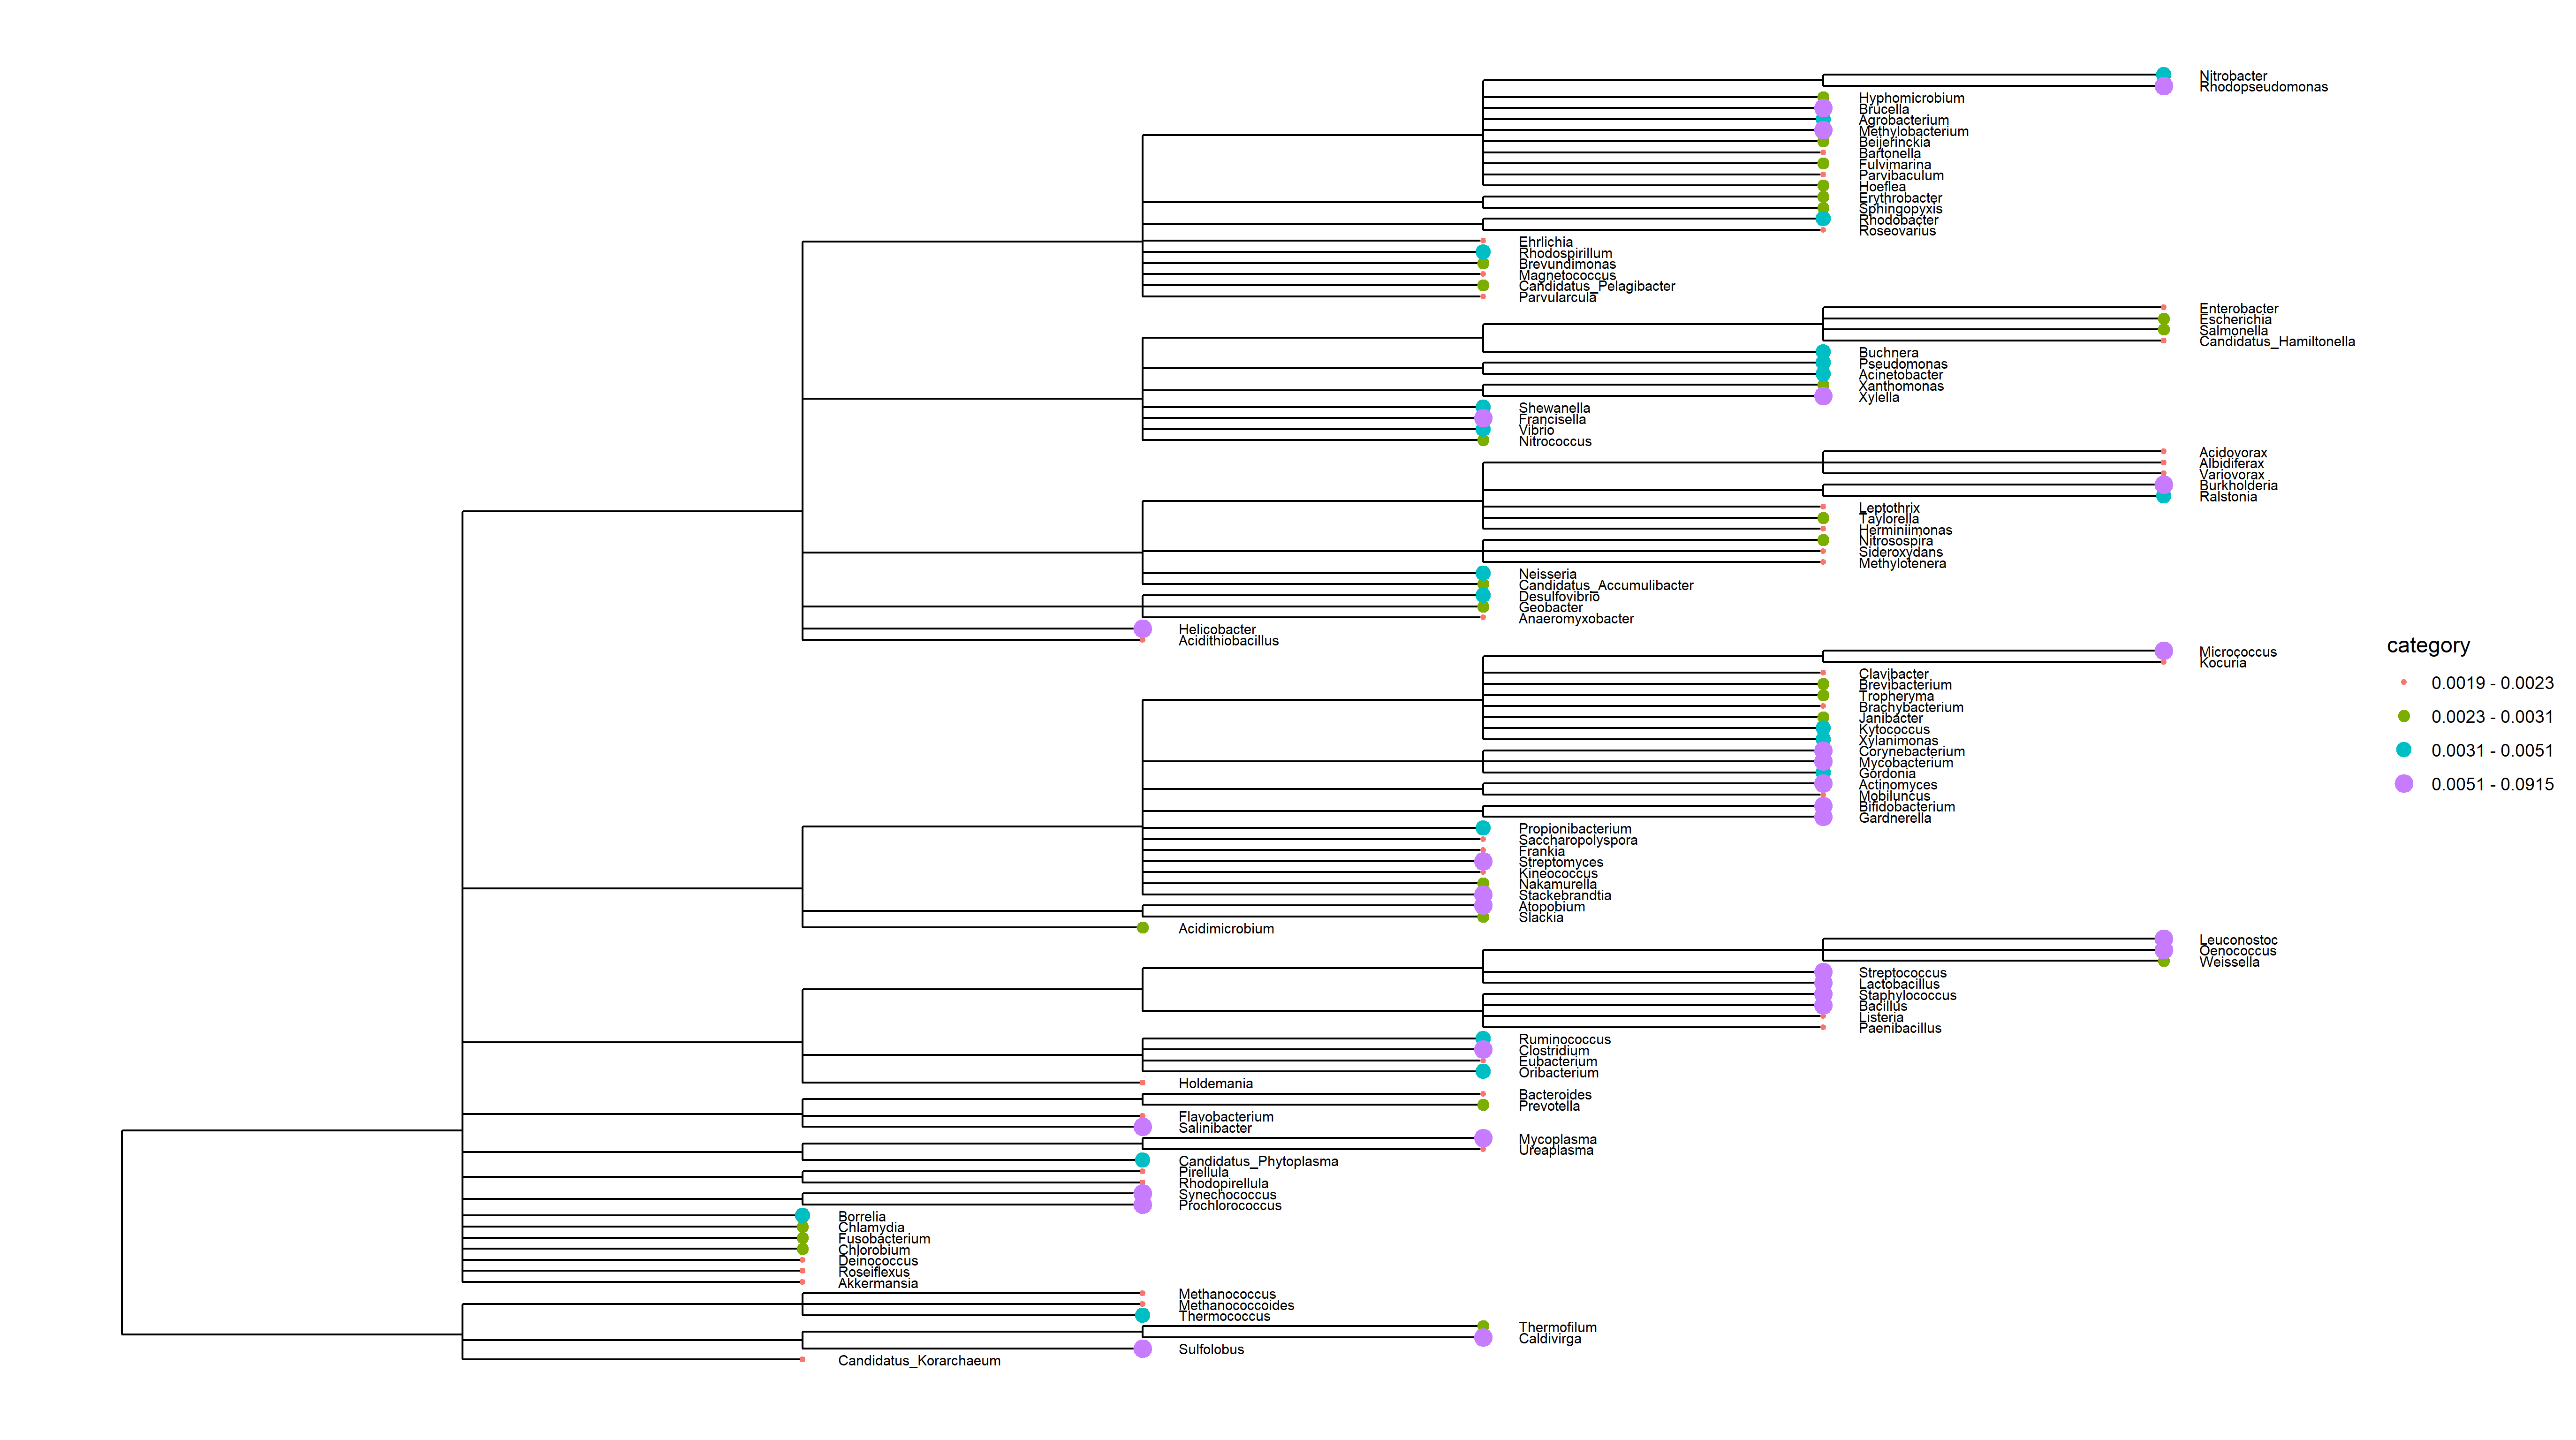 Nitrobacter
Rhodopseudomonas
Hyphomicrobium
Brucella
Agrobacterium
Methylobacterium
Beijerinckia
Bartonella
Fulvimarina
Parvibaculum
Hoeflea
Erythrobacter
Sphingopyxis
Rhodobacter
Roseovarius
Ehrlichia
Rhodospirillum
Brevundimonas
Magnetococcus
Candidatus_Pelagibacter
Parvularcula
Enterobacter
Escherichia
Salmonella
Candidatus_Hamiltonella
Buchnera
Pseudomonas
Acinetobacter
Xanthomonas
Xylella
Shewanella
Francisella
Vibrio
Nitrococcus
Acidovorax
Albidiferax
Variovorax
Burkholderia
Ralstonia
Leptothrix
Taylorella
Herminiimonas
Nitrosospira
Sideroxydans
Methylotenera
Neisseria
Candidatus_Accumulibacter
Desulfovibrio
Geobacter
Anaeromyxobacter
Helicobacter
Acidithiobacillus
Micrococcus
Kocuria
Clavibacter
Brevibacterium
Tropheryma
Brachybacterium
Janibacter
Kytococcus
Xylanimonas
Corynebacterium
Mycobacterium
Gordonia
Actinomyces
Mobiluncus
Bifidobacterium
Gardnerella
Propionibacterium
Saccharopolyspora
Frankia
Streptomyces
Kineococcus
Nakamurella
Stackebrandtia
Atopobium
Slackia
Acidimicrobium
Leuconostoc
Oenococcus
Weissella
Streptococcus
Lactobacillus
Staphylococcus
Bacillus
Listeria
Paenibacillus
Ruminococcus
Clostridium
Eubacterium
Oribacterium
Holdemania
Bacteroides
Prevotella
Flavobacterium
Salinibacter
Mycoplasma
Ureaplasma
Candidatus_Phytoplasma
Pirellula
Rhodopirellula
Synechococcus
Prochlorococcus
Borrelia
Chlamydia
Fusobacterium
Chlorobium
Deinococcus
Roseiflexus
Akkermansia
Methanococcus
Methanococcoides
Thermococcus
Thermofilum
Caldivirga
Sulfolobus
Candidatus_Korarchaeum
category
0.0019 - 0.0023
0.0023 - 0.0031
0.0031 - 0.0051
0.0051 - 0.0915